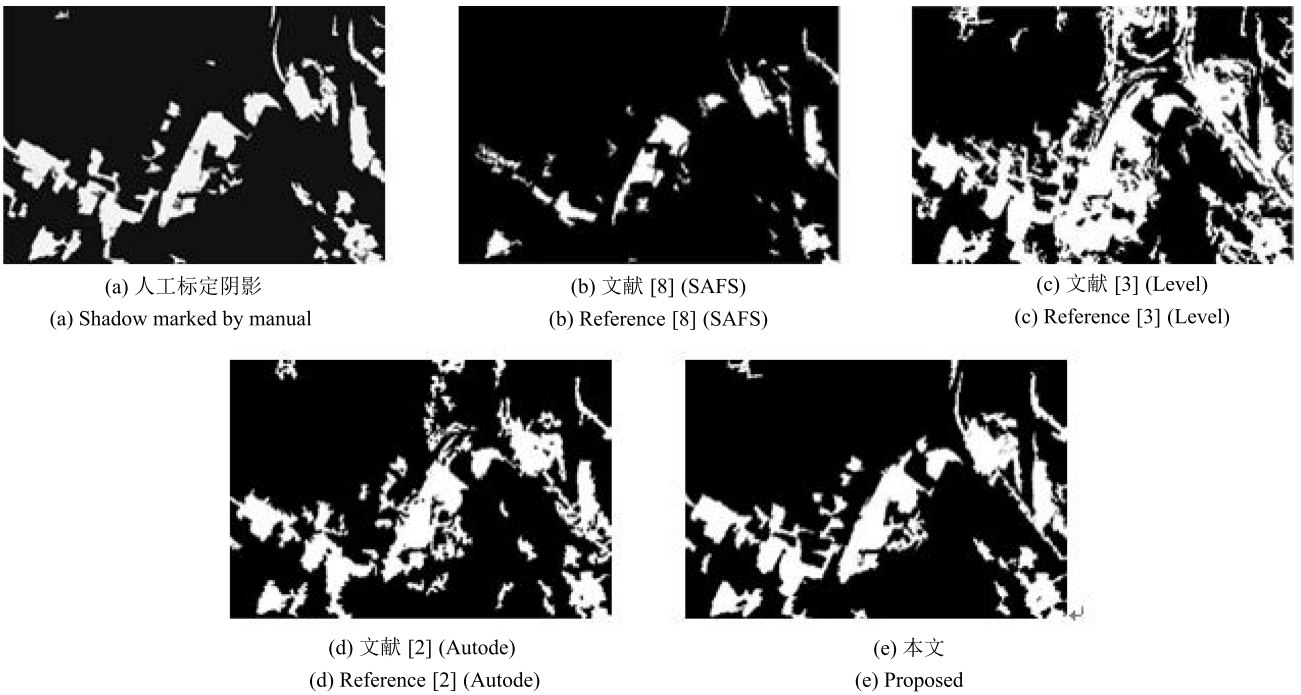 (a) 人工标定阴影
(a) Shadow marked by manual
(b) 文献 [8] (SAFS)
(b) Reference [8] (SAFS)
(c) 文献 [3] (Level)
(c) Reference [3] (Level)
(d) 文献 [2] (Autode)
(d) Reference [2] (Autode)
(e) 本文
(e) Proposed